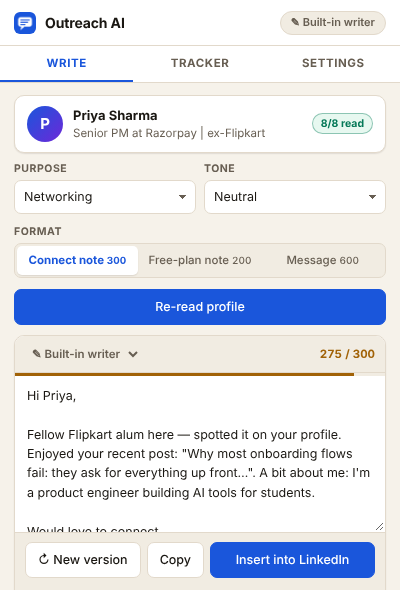 Outreach AI
✎ Built-in writer
WRITE
TRACKER
SETTINGS
P
Priya Sharma
Senior PM at Razorpay | ex-Flipkart
8/8 read
PURPOSE
TONE
Networking
Neutral
FORMAT
Connect note 300
Free-plan note 200
Message 600
Re-read profile
✎ Built-in writer
275 / 300
Hi Priya,
Fellow Flipkart alum here — spotted it on your profile.
Enjoyed your recent post: "Why most onboarding flows
fail: they ask for everything up front...". A bit about me: I'm
a product engineer building AI tools for students.
Would love to connect.
↻ New version
Copy
Insert into LinkedIn